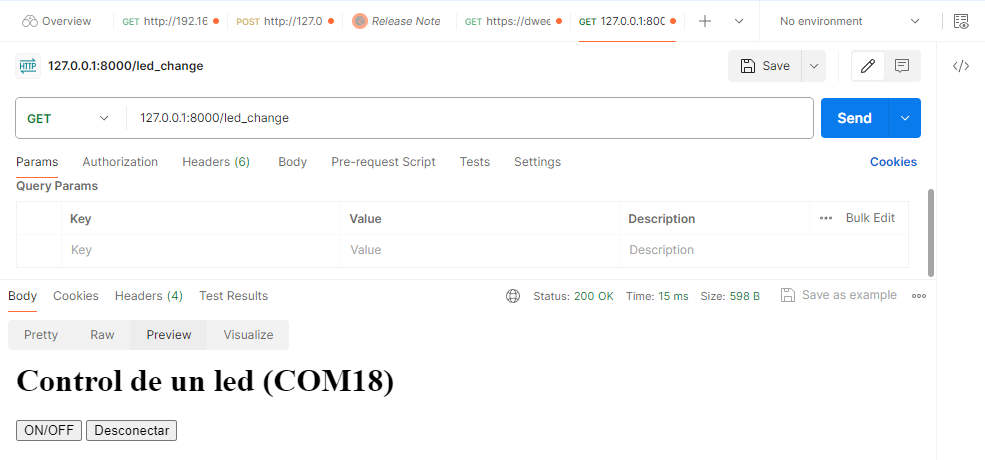 Overview GET http://192.16 POST http://127.0 Release Note GET https://dwee GET 127.0.0.1:800 No environment
HTTP 127.0.0.1:8000/led_change Save
GET 127.0.0.1:8000/led_change Send
Params Authorization Headers (6) Body Pre-request Script Tests Settings Cookies
Query Params
Key Value Description Bulk Edit
Key Value Description
Body Cookies Headers (4) Test Results Status: 200 OK Time: 15 ms Size: 598 B Save as example
Pretty Raw Preview Visualize
Control de un led (COM18)
ON/OFF Desconectar